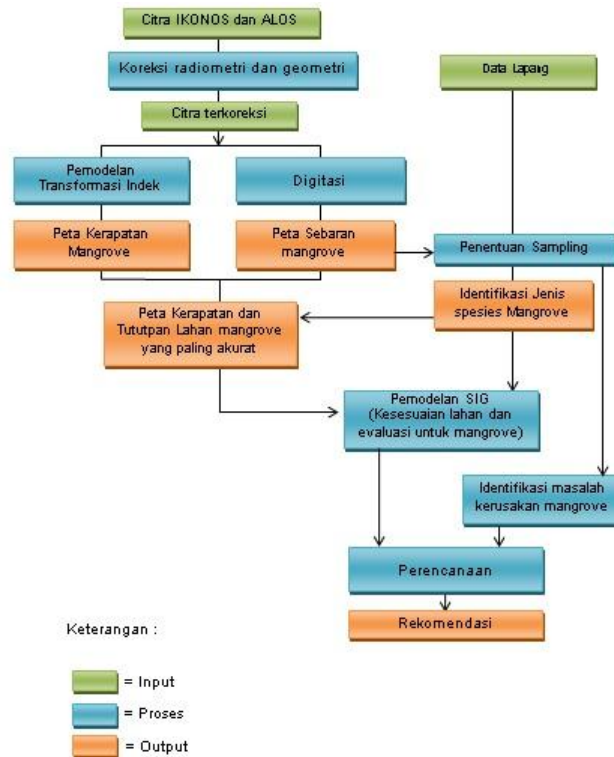 Citra IKONOS dan ALOS
Koreksi radiometri dan geometri
Data Lapang
Citra terkoreksi
Pemodelan
Transformasi Indek
Digitasi
Peta Kerapatan
Mangrove
Peta Sebaran
mangrove
Penentuan Sampling
Identifikasi Jenis
spesies Mangrove
Peta Kerapatan dan
Tututpan Lahan mangrove
yang paling akurat
Pemodelan SIG
(Kesesuaian lahan dan
evaluasi untuk mangrove)
Identifikasi masalah
kerusakan mangrove
Perencanaan
Rekomendasi
Keterangan :
= Input
= Proses
= Output